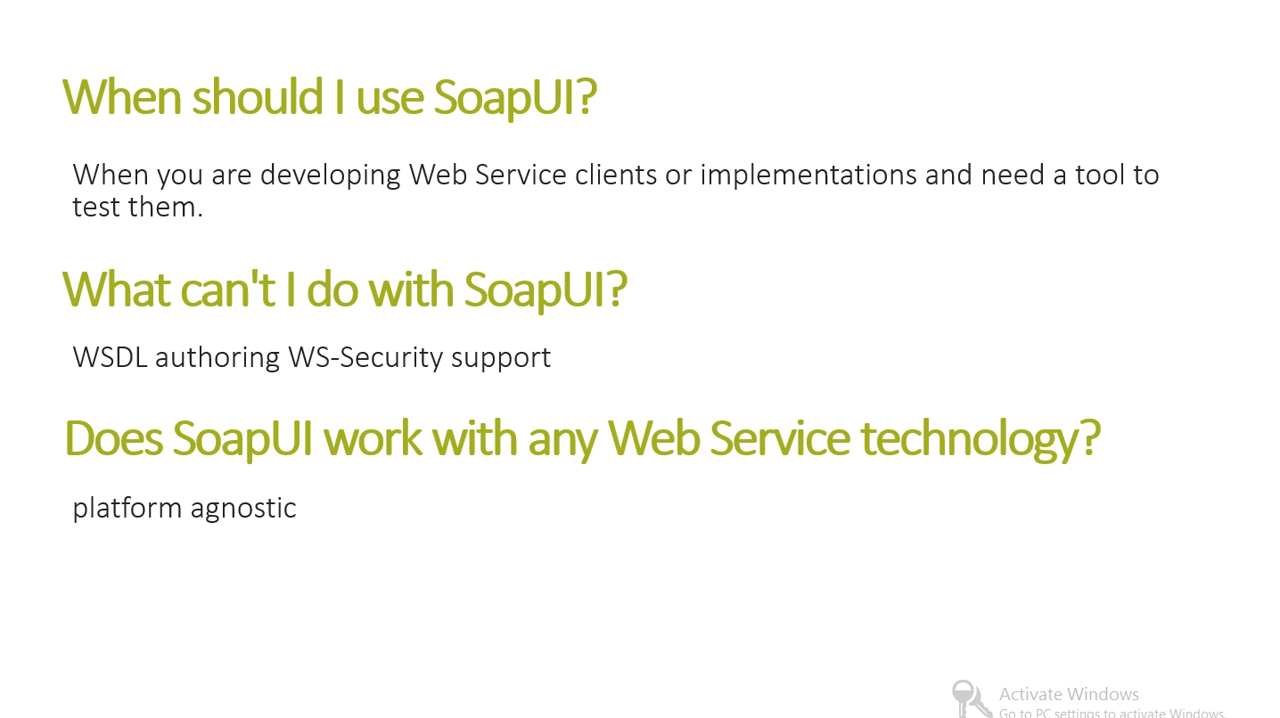 When should I use SoapUI?
When you are developing Web Service clients or implementations and need a tool to
test them.
What can't I do with SoapUI?
WSDL authoring WS-Security support
Does SoapUI work with any Web Service technology?
platform agnostic
Activate Windows
Go to PC settings to activate Windows.